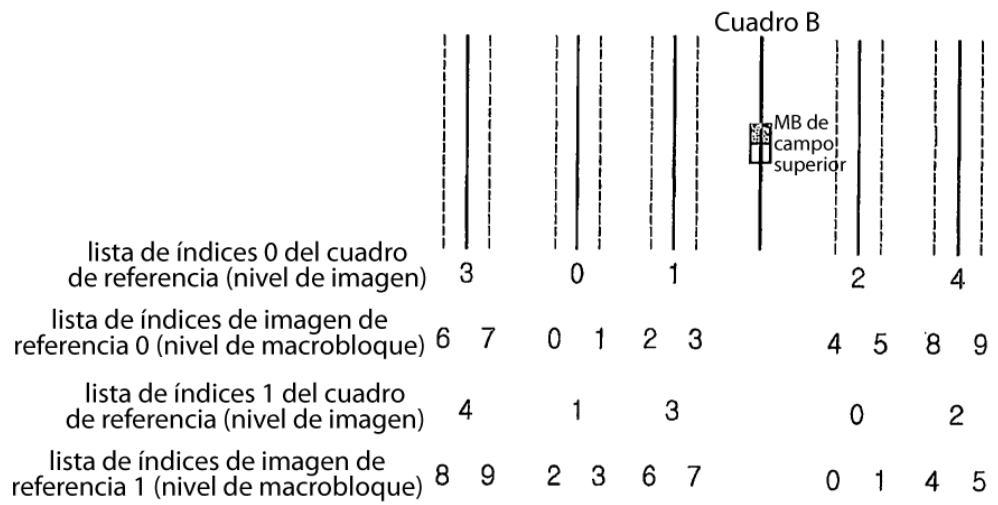 Cuadro B
MB de
campo
superior
lista de índices 0 del cuadro
de referencia (nivel de imagen) 3 0 1 2 4
lista de índices de imagen de
referencia 0 (nivel de macrobloque) 6 7 0 1 2 3 4 5 8 9
lista de índices 1 del cuadro
de referencia (nivel de imagen) 4 1 3 0 2
lista de índices de imagen de
referencia 1 (nivel de macrobloque) 8 9 2 3 6 7 0 1 4 5